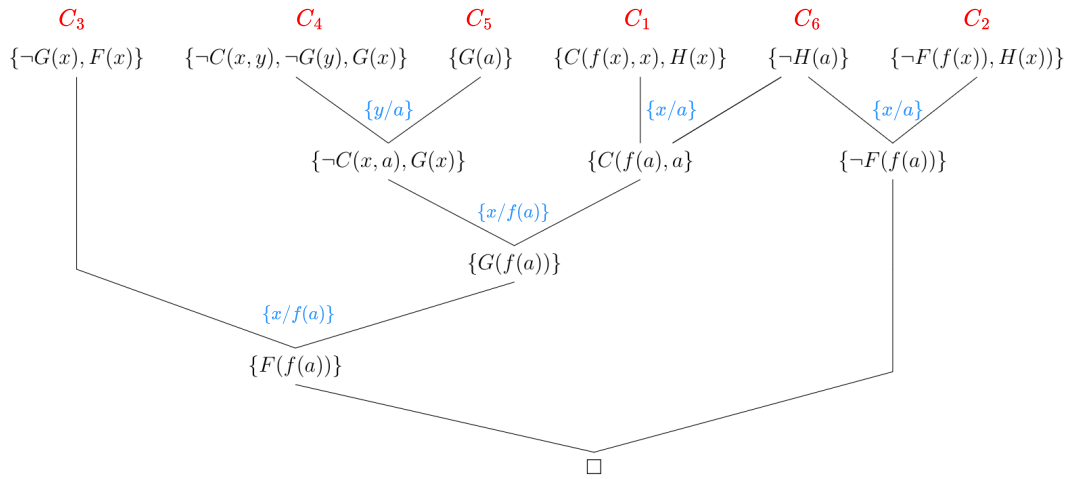 C₃ C₄ C₅ C₁ C₆ C₂
{¬G(x), F(x)} {¬C(x, y), ¬G(y), G(x)} {G(a)} {C(f(x), x), H(x)} {¬H(a)} {¬F(f(x)), H(x))}
{y/a} {x/a} {x/a}
{¬C(x, a), G(x)} {C(f(a), a} {¬F(f(a))}
{x/f(a)}
{G(f(a))}
{x/f(a)}
{F(f(a))}
□